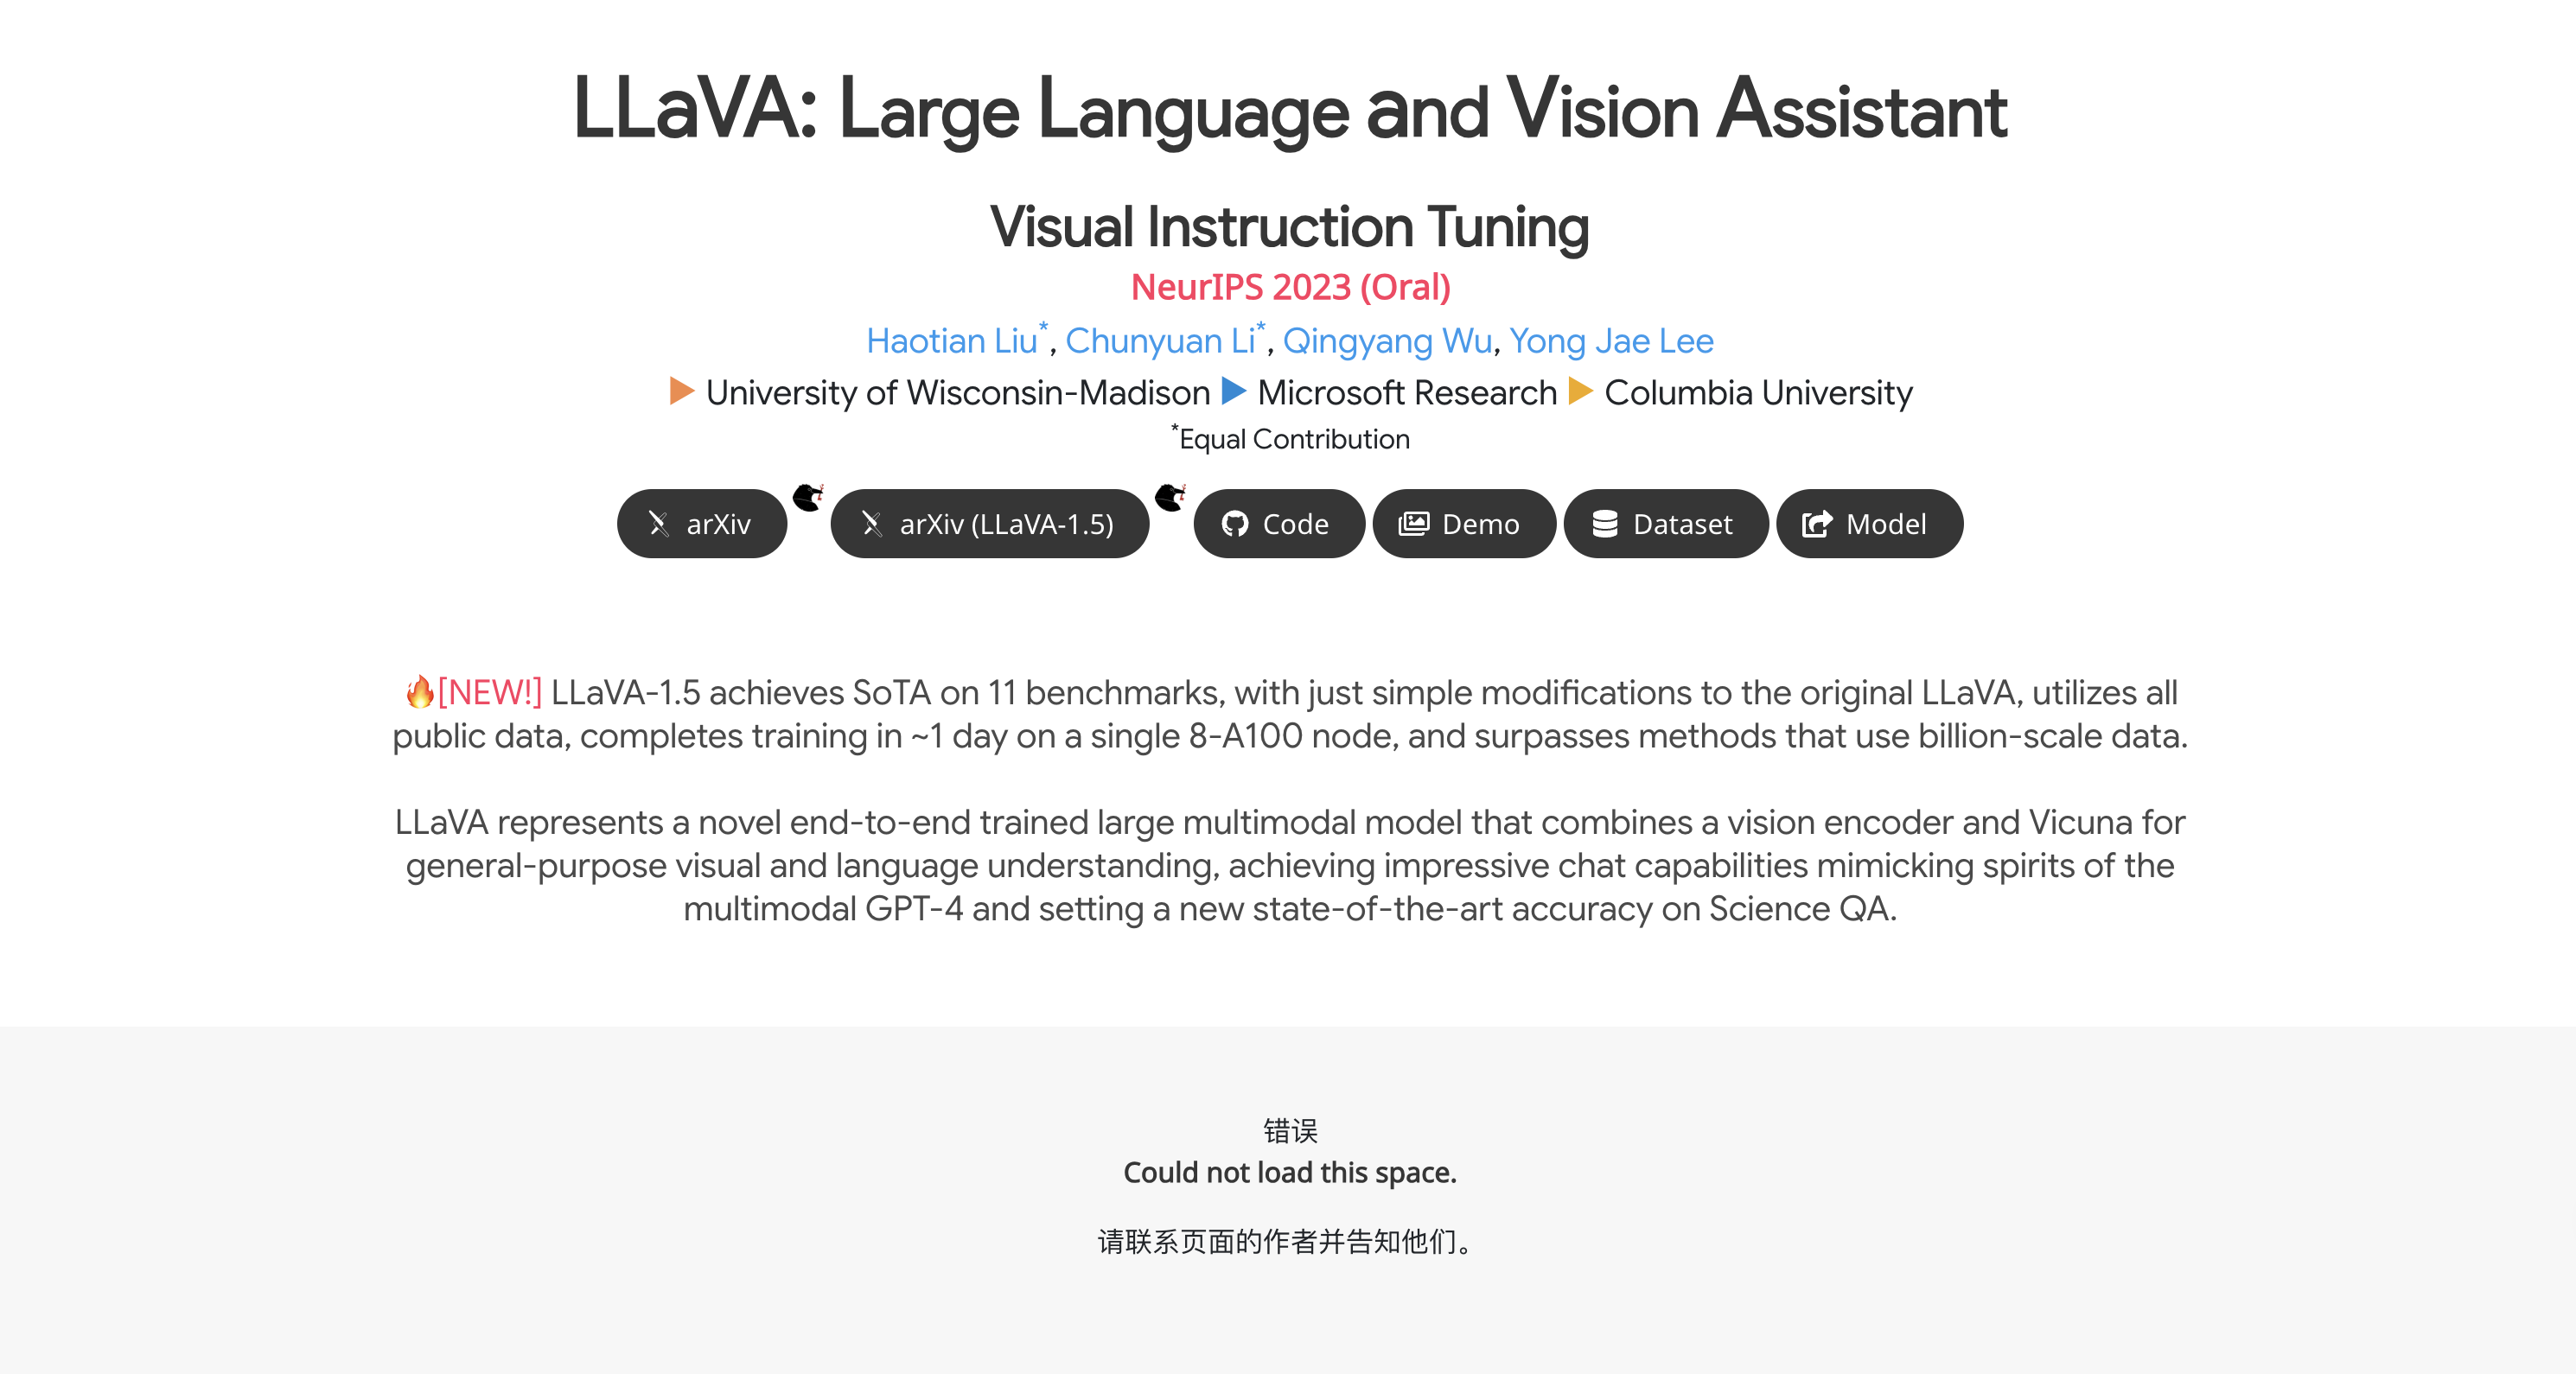 LLaVA: Large Language and Vision Assistant
Visual Instruction Tuning
NeurIPS 2023 (Oral)
Haotian Liu*, Chunyuan Li*, Qingyang Wu, Yong Jae Lee
▶ University of Wisconsin-Madison ▶ Microsoft Research ▶ Columbia University
*Equal Contribution
arXiv arXiv (LLaVA-1.5) Code Demo Dataset Model
🔥[NEW!] LLaVA-1.5 achieves SoTA on 11 benchmarks, with just simple modifications to the original LLaVA, utilizes all
public data, completes training in ~1 day on a single 8-A100 node, and surpasses methods that use billion-scale data.
LLaVA represents a novel end-to-end trained large multimodal model that combines a vision encoder and Vicuna for
general-purpose visual and language understanding, achieving impressive chat capabilities mimicking spirits of the
multimodal GPT-4 and setting a new state-of-the-art accuracy on Science QA.
错误
Could not load this space.
请联系页面的作者并告知他们。